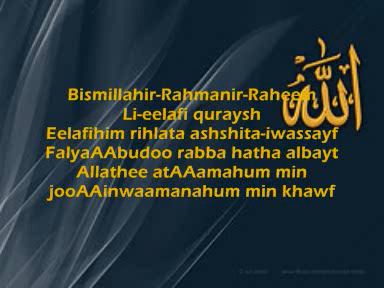 الله
Bismillahir-Rahmanir-Raheem
Li-eelafi quraysh
Eelafihim rihlata ashshita-iwassayf
FalyaAAbudoo rabba hatha albayt
Allathee atAAamahum min
jooAAinwaamanahum min khawf